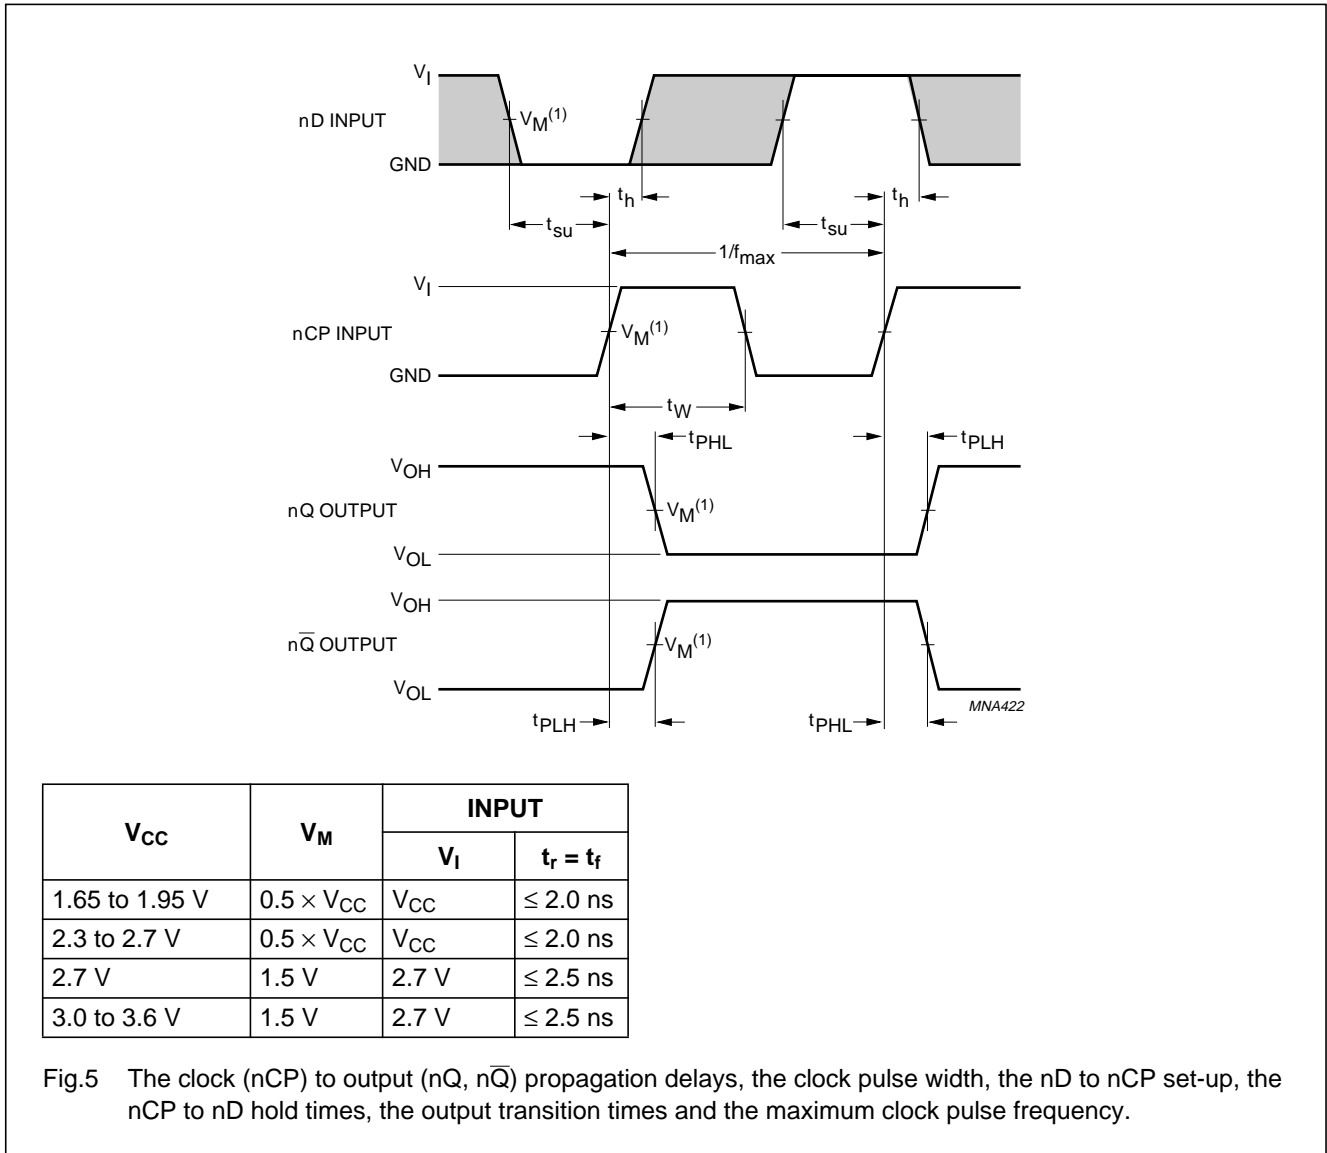 V_I
nD INPUT
V_M(1)
GND
t_h
t_h
t_su
t_su
1/f_max
V_I
nCP INPUT
V_M(1)
GND
t_W
t_PHL
t_PLH
V_OH
nQ OUTPUT
V_M(1)
V_OL
V_OH
nQ̅ OUTPUT
V_M(1)
V_OL
MNA422
t_PLH
t_PHL
V_CC V_M INPUT
V_I t_r = t_f
1.65 to 1.95 V 0.5 × V_CC V_CC ≤ 2.0 ns
2.3 to 2.7 V 0.5 × V_CC V_CC ≤ 2.0 ns
2.7 V 1.5 V 2.7 V ≤ 2.5 ns
3.0 to 3.6 V 1.5 V 2.7 V ≤ 2.5 ns
Fig.5 The clock (nCP) to output (nQ, nQ̅) propagation delays, the clock pulse width, the nD to nCP set-up, the
nCP to nD hold times, the output transition times and the maximum clock pulse frequency.